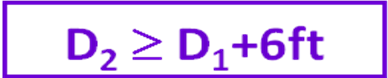 D₂ ≥ D₁+6ft